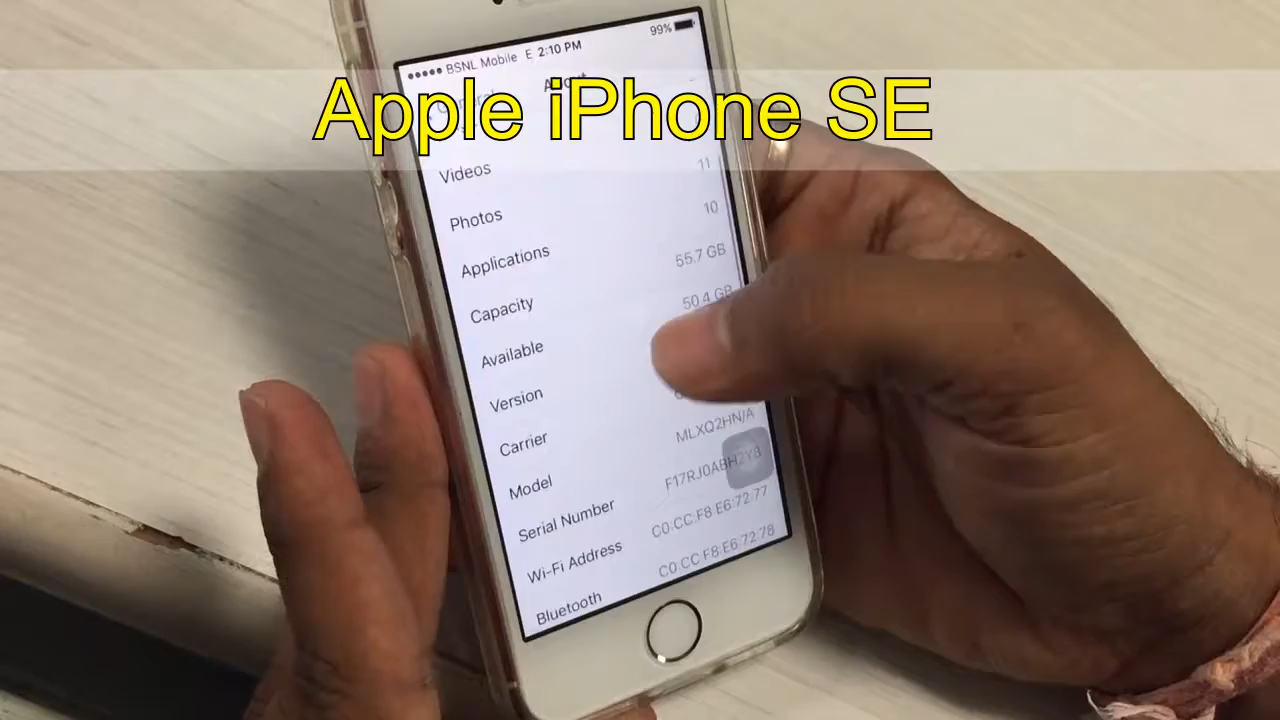 ●●●●● BSNL Mobile E 2:10 PM 99%
General About
Apple iPhone SE
Videos 11
Photos 10
Applications 55.7 GB
Capacity 50.4 GB
Available
Version
Carrier MLXQ2HN/A
Model F17RJ0ABH2Y8
Serial Number C0:CC:F8:E6:72:77
Wi-Fi Address C0:CC:F8:E6:72:78
Bluetooth